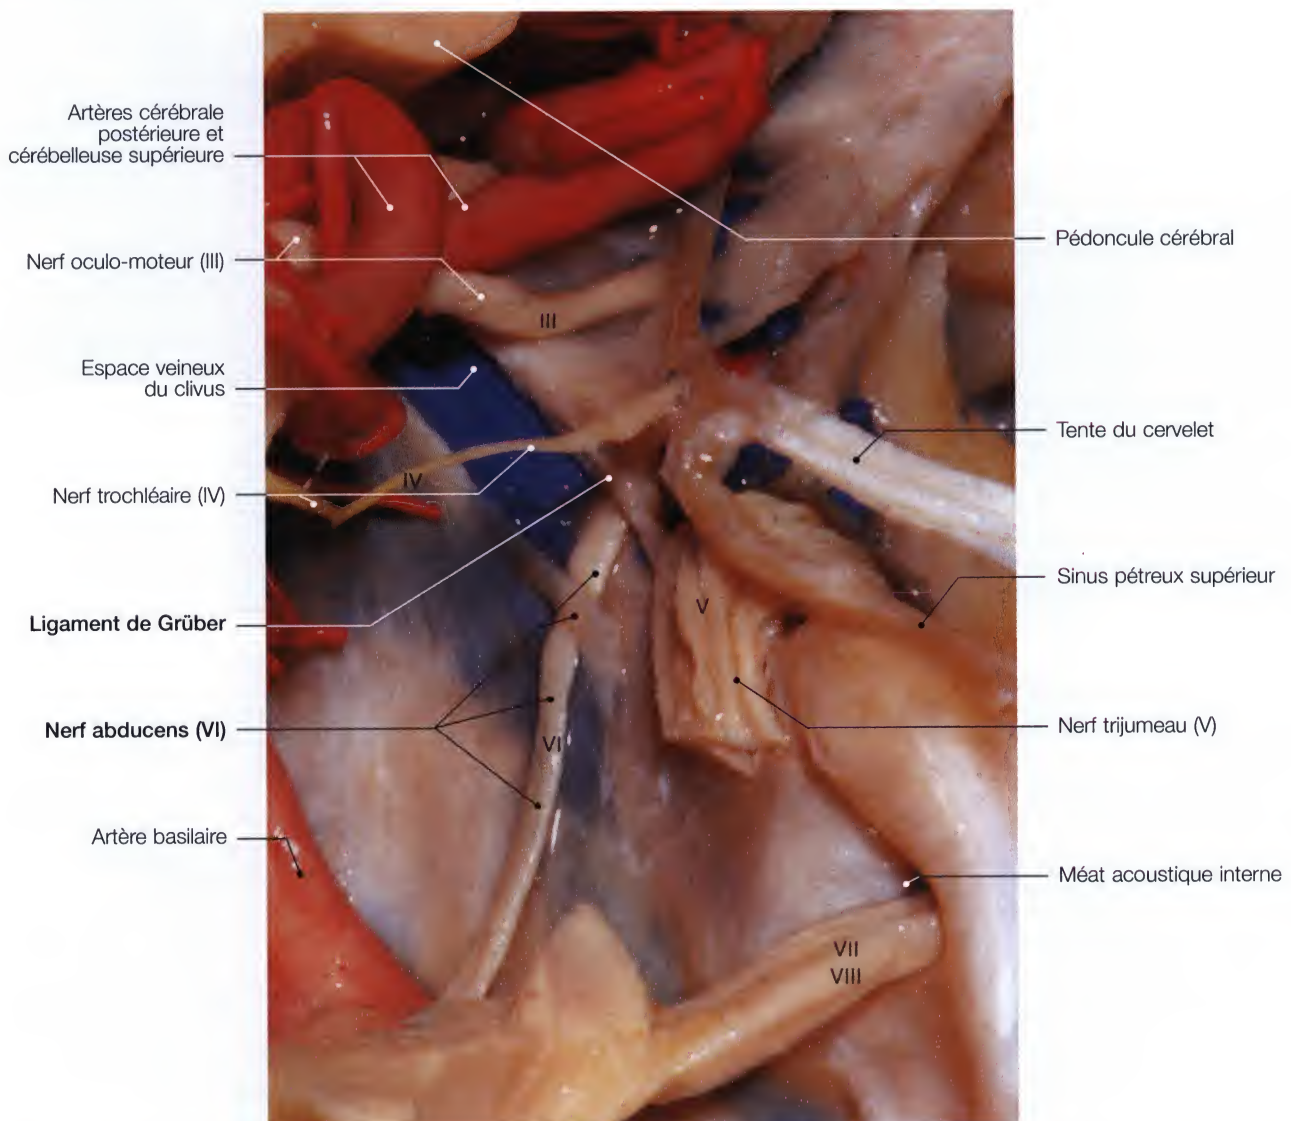 Artères cérébrale
postérieure et
cérébelleuse supérieure
Nerf oculo-moteur (III)
Espace veineux
du clivus
Nerf trochléaire (IV)
Ligament de Grüber
Nerf abducens (VI)
Artère basilaire
III
IV
V
VI
VII
VIII
Pédoncule cérébral
Tente du cervelet
Sinus pétreux supérieur
Nerf trijumeau (V)
Méat acoustique interne